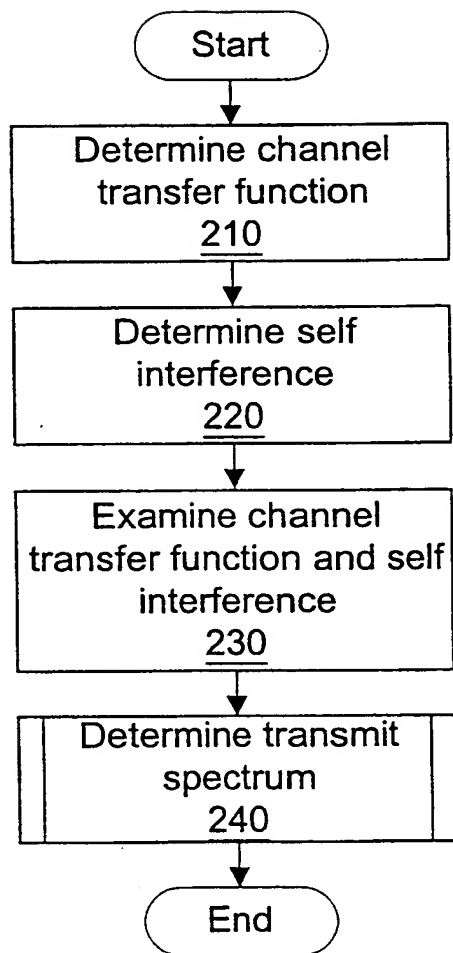 Start
Determine channel
transfer function
210
Determine self
interference
220
Examine channel
transfer function and self
interference
230
Determine transmit
spectrum
240
End